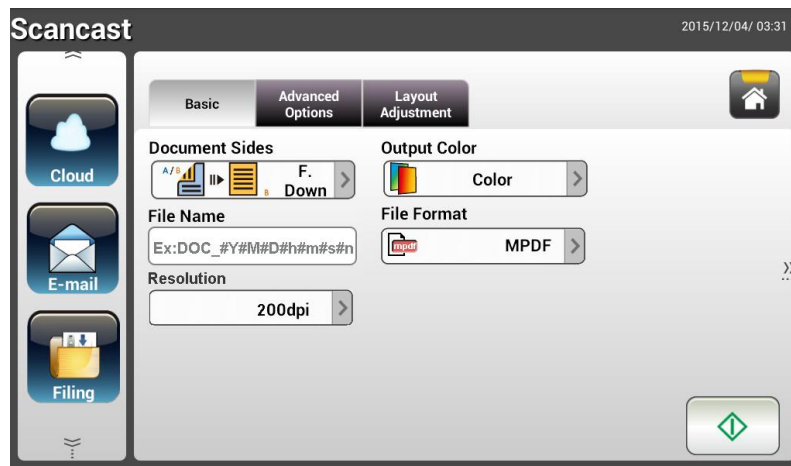 Scancast
2015/12/04/ 03:31
Cloud
E-mail
Filing
Basic
Advanced
Options
Layout
Adjustment
Document Sides
A/B
B
F.
Down
Output Color
Color
File Name
Ex:DOC_#Y#M#D#h#m#s#n
File Format
mpdf
MPDF
Resolution
200dpi